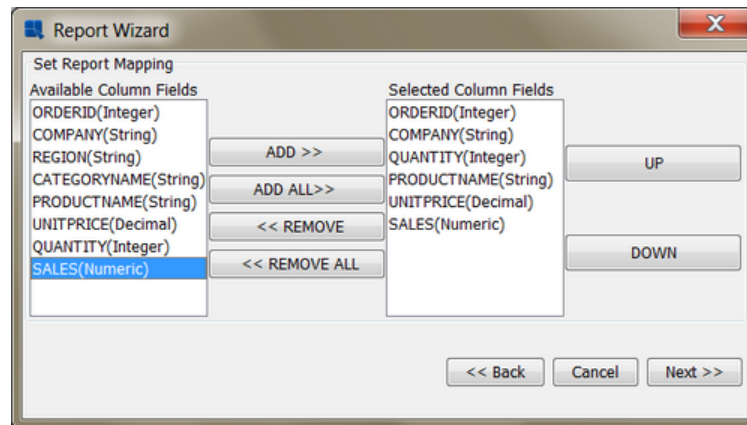 Report Wizard
X
Set Report Mapping
Available Column Fields
ORDERID(Integer)
COMPANY(String)
REGION(String)
CATEGORYNAME(String)
PRODUCTNAME(String)
UNITPRICE(Decimal)
QUANTITY(Integer)
SALES(Numeric)
ADD >>
ADD ALL>>
<< REMOVE
<< REMOVE ALL
Selected Column Fields
ORDERID(Integer)
COMPANY(String)
QUANTITY(Integer)
PRODUCTNAME(String)
UNITPRICE(Decimal)
SALES(Numeric)
UP
DOWN
<< Back
Cancel
Next >>